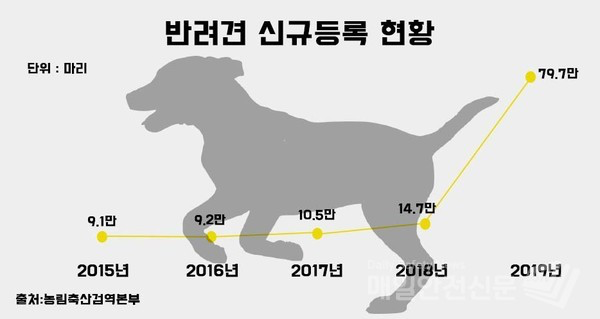 반려견 신규등록 현황
단위 : 마리
79.7만
14.7만
10.5만
9.2만
9.1만
2015년 2016년 2017년 2018년 2019년
매일안전신문
출처:농림축산검역본부